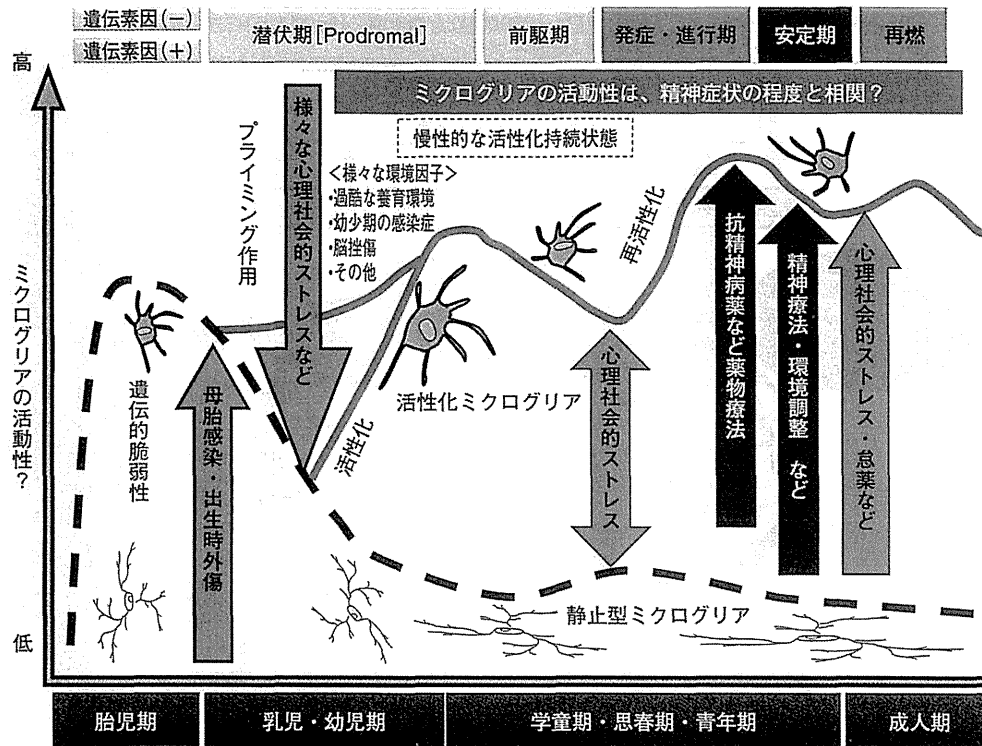 遺伝素因(−)
遺伝素因(+)
潜伏期[Prodromal]
前駆期
発症・進行期
安定期
再燃
高
ミクログリアの活動性は、精神症状の程度と相関?
慢性的な活性化持続状態
プライミング作用
様々な心理社会的ストレスなど
<様々な環境因子>
・過酷な養育環境
・幼少期の感染症
・脳挫傷
・その他
再活性化
ミクログリアの活動性?
遺伝的脆弱性
母胎感染・出生時外傷
活性化
活性化ミクログリア
心理社会的ストレス
抗精神病薬など薬物療法
精神療法・環境調整 など
心理社会的ストレス・怠薬など
静止型ミクログリア
低
胎児期
乳児・幼児期
学童期・思春期・青年期
成人期